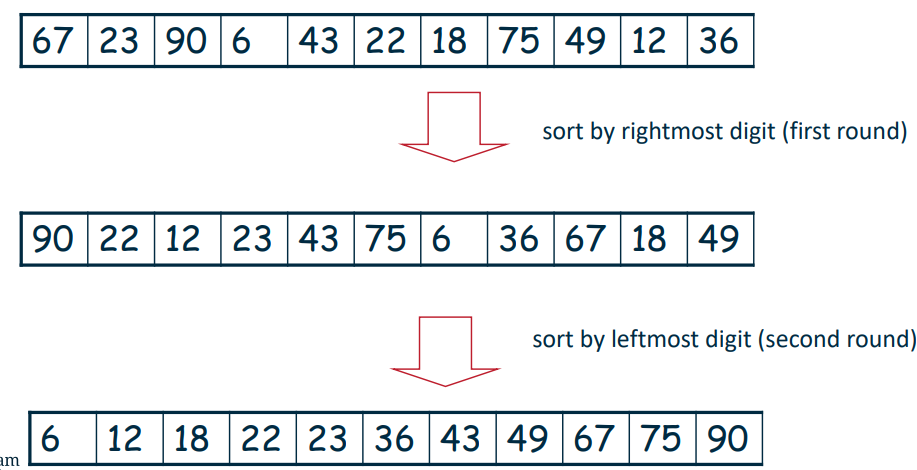 67 23 90 6 43 22 18 75 49 12 36
sort by rightmost digit (first round)
90 22 12 23 43 75 6 36 67 18 49
sort by leftmost digit (second round)
6 12 18 22 23 36 43 49 67 75 90
am